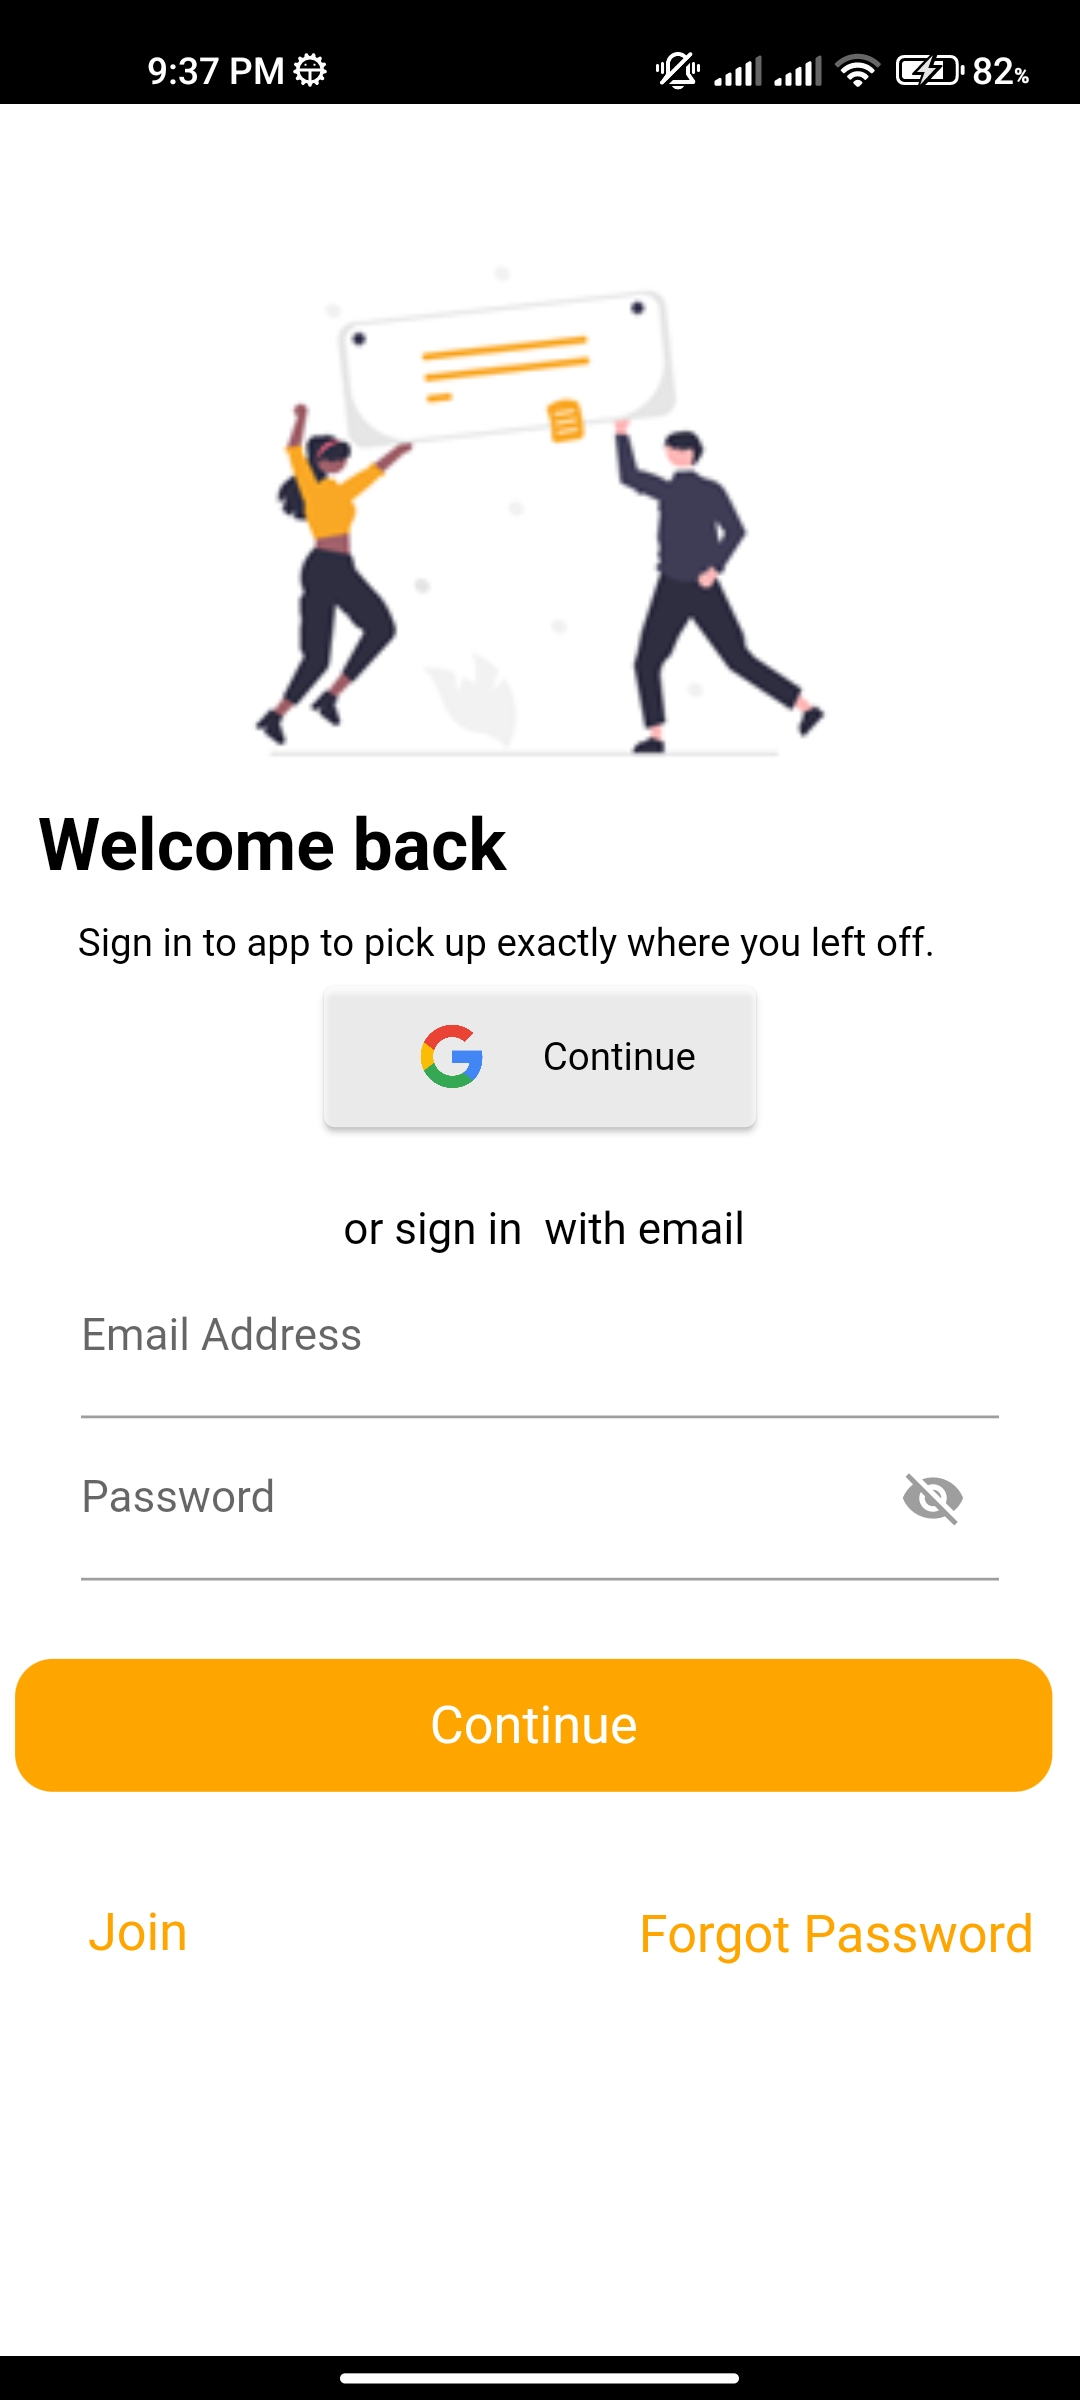 9:37 PM
82%
Welcome back
Sign in to app to pick up exactly where you left off.
Continue
or sign in  with email
Email Address
Password
Continue
Join
Forgot Password